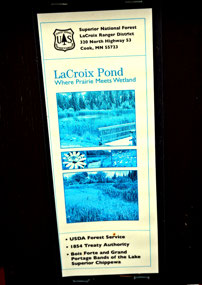 Superior National Forest
LaCroix Ranger District
320 North Highway 53
Cook, MN 55723
LaCroix Pond
Where Prairie Meets Wetland
• USDA Forest Service
• 1854 Treaty Authority
• Bois Forte and Grand
Portage Bands of the Lake
Superior Chippewa